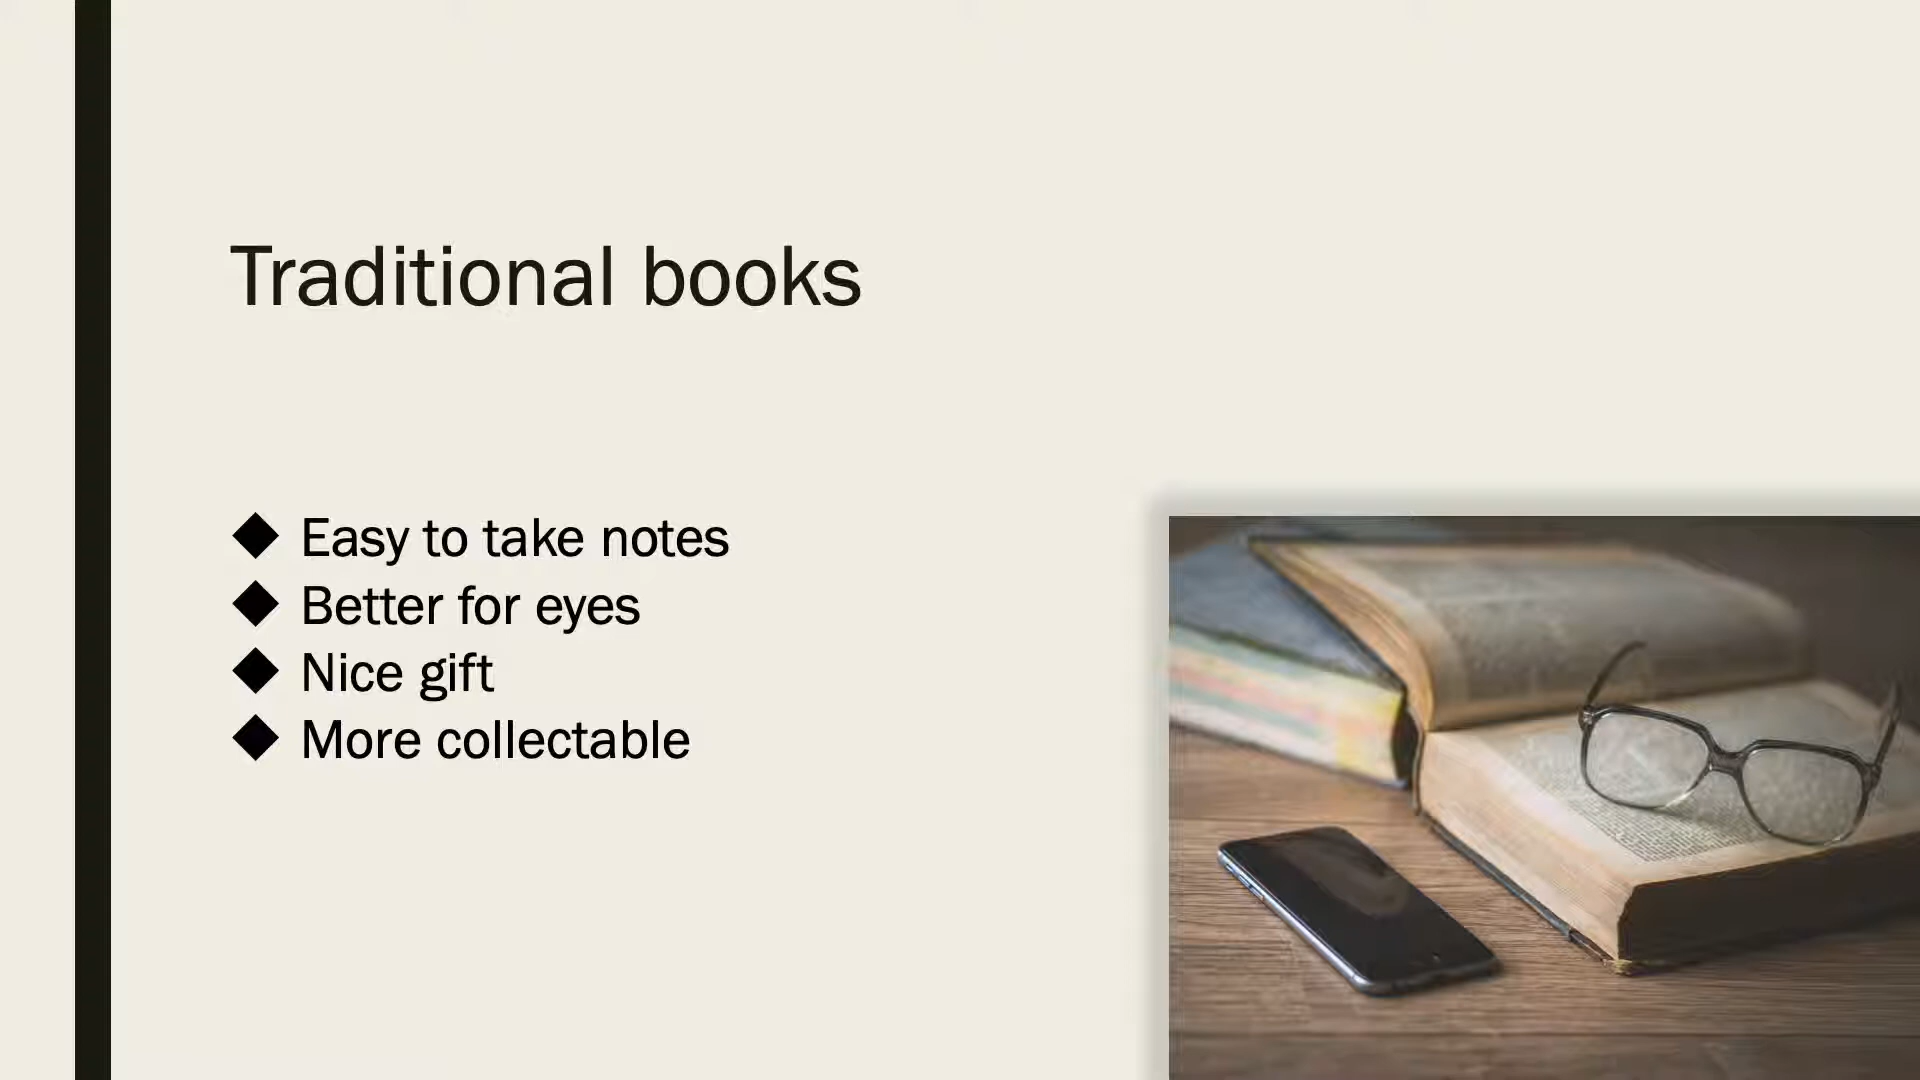 Traditional books
◆ Easy to take notes
◆ Better for eyes
◆ Nice gift
◆ More collectable